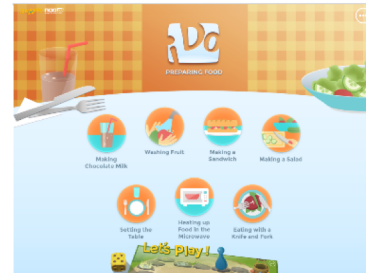 iDo
PREPARING FOOD
Making
Chocolate Milk
Washing Fruit
Making a
Sandwich
Making a Salad
Setting the
Table
Heating up
Food in the
Microwave
Eating with a
Knife and Fork
Let's Play!